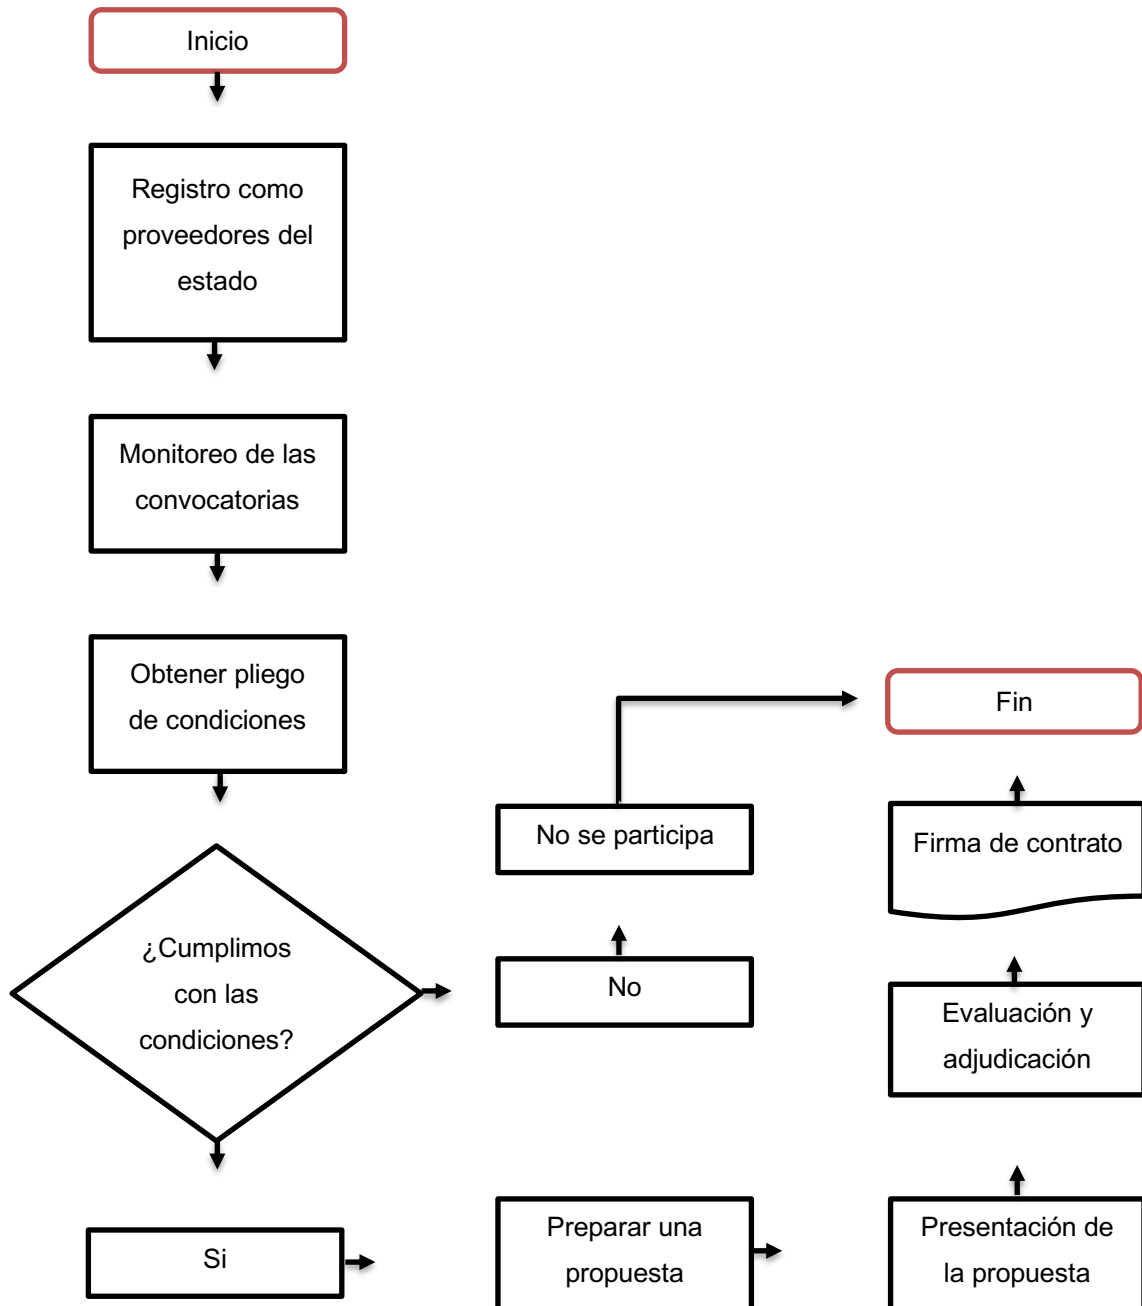 Inicio
Registro como
proveedores del
estado
Monitoreo de las
convocatorias
Obtener pliego
de condiciones
¿Cumplimos
con las
condiciones?
No
No se participa
Fin
Si
Preparar una
propuesta
Presentación de
la propuesta
Evaluación y
adjudicación
Firma de contrato